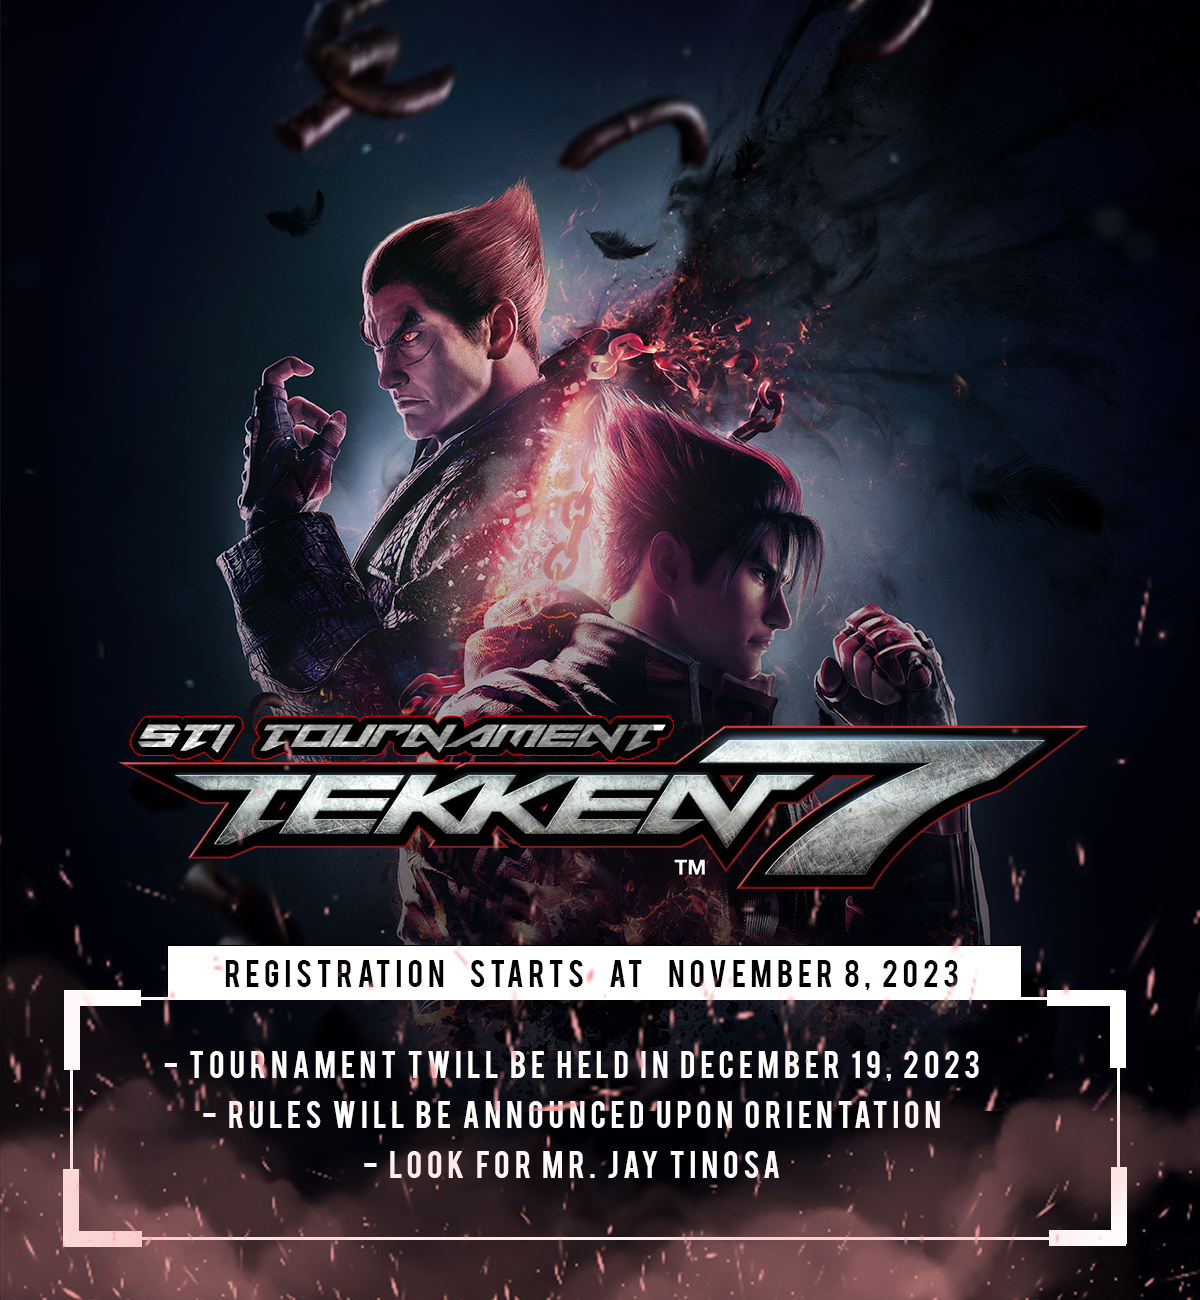 STI TOURNAMENT
TEKKEN 7
TM
REGISTRATION STARTS AT NOVEMBER 8, 2023
- TOURNAMENT TWILL BE HELD IN DECEMBER 19, 2023
- RULES WILL BE ANNOUNCED UPON ORIENTATION
- LOOK FOR MR. JAY TINOSA